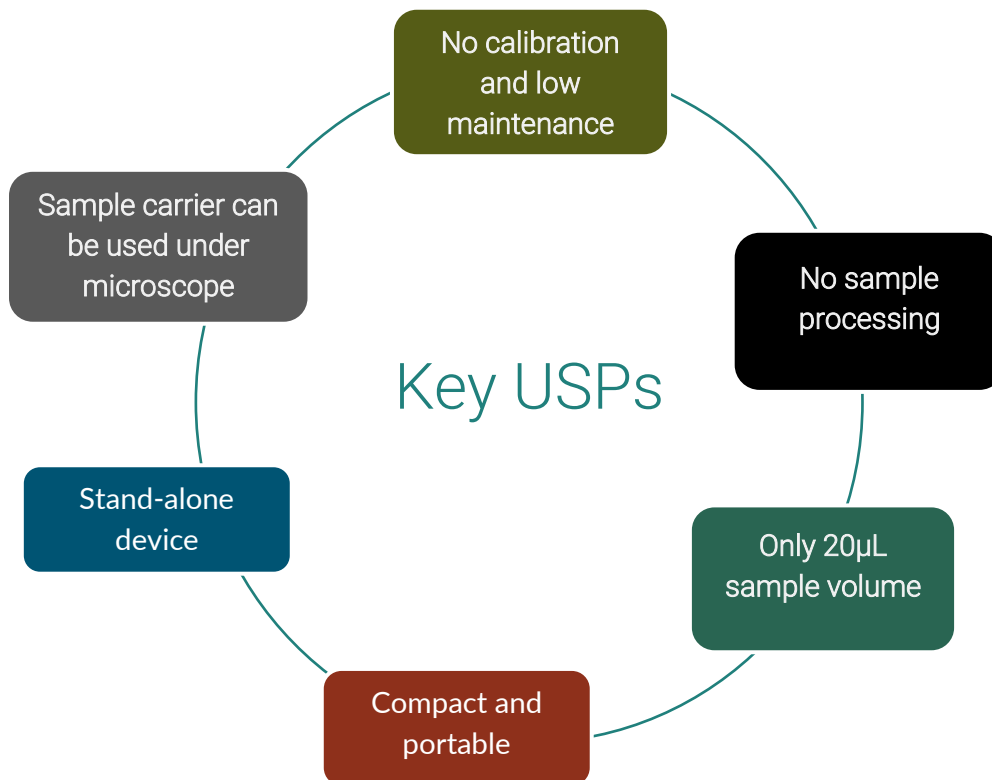 No calibration
and low
maintenance
Sample carrier can
be used under
microscope
No sample
processing
Key USPs
Stand-alone
device
Only 20µL
sample volume
Compact and
portable